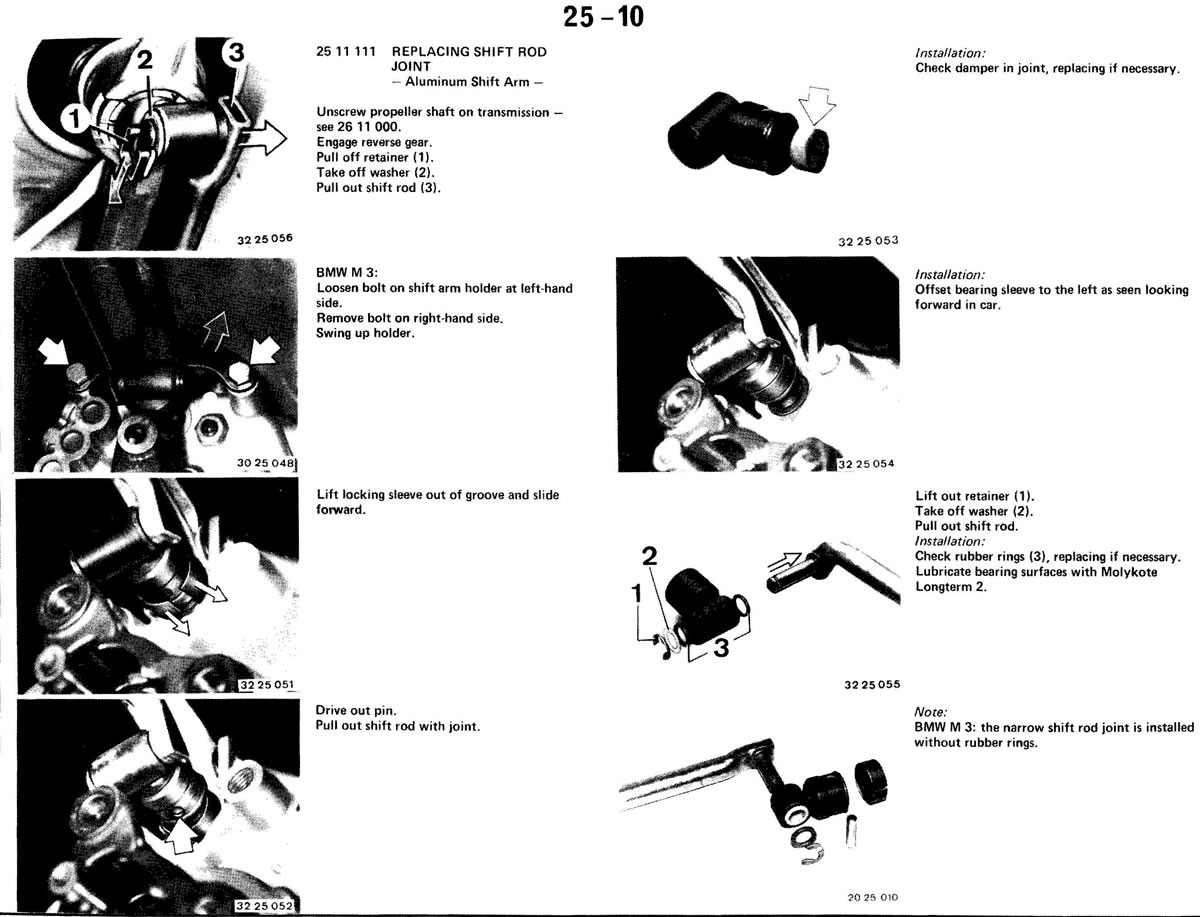 25 – 10
1
2
3
32 25 056
25 11 111 REPLACING SHIFT ROD
JOINT
– Aluminum Shift Arm –
Unscrew propeller shaft on transmission –
see 26 11 000.
Engage reverse gear.
Pull off retainer (1).
Take off washer (2).
Pull out shift rod (3).
30 25 048
BMW M 3:
Loosen bolt on shift arm holder at left-hand
side.
Remove bolt on right-hand side.
Swing up holder.
32 25 051
Lift locking sleeve out of groove and slide
forward.
32 25 052
Drive out pin.
Pull out shift rod with joint.
32 25 053
Installation:
Check damper in joint, replacing if necessary.
32 25 054
Installation:
Offset bearing sleeve to the left as seen looking
forward in car.
1
2
3
32 25 055
Lift out retainer (1).
Take off washer (2).
Pull out shift rod.
Installation:
Check rubber rings (3), replacing if necessary.
Lubricate bearing surfaces with Molykote
Longterm 2.
20 25 010
Note:
BMW M 3: the narrow shift rod joint is installed
without rubber rings.